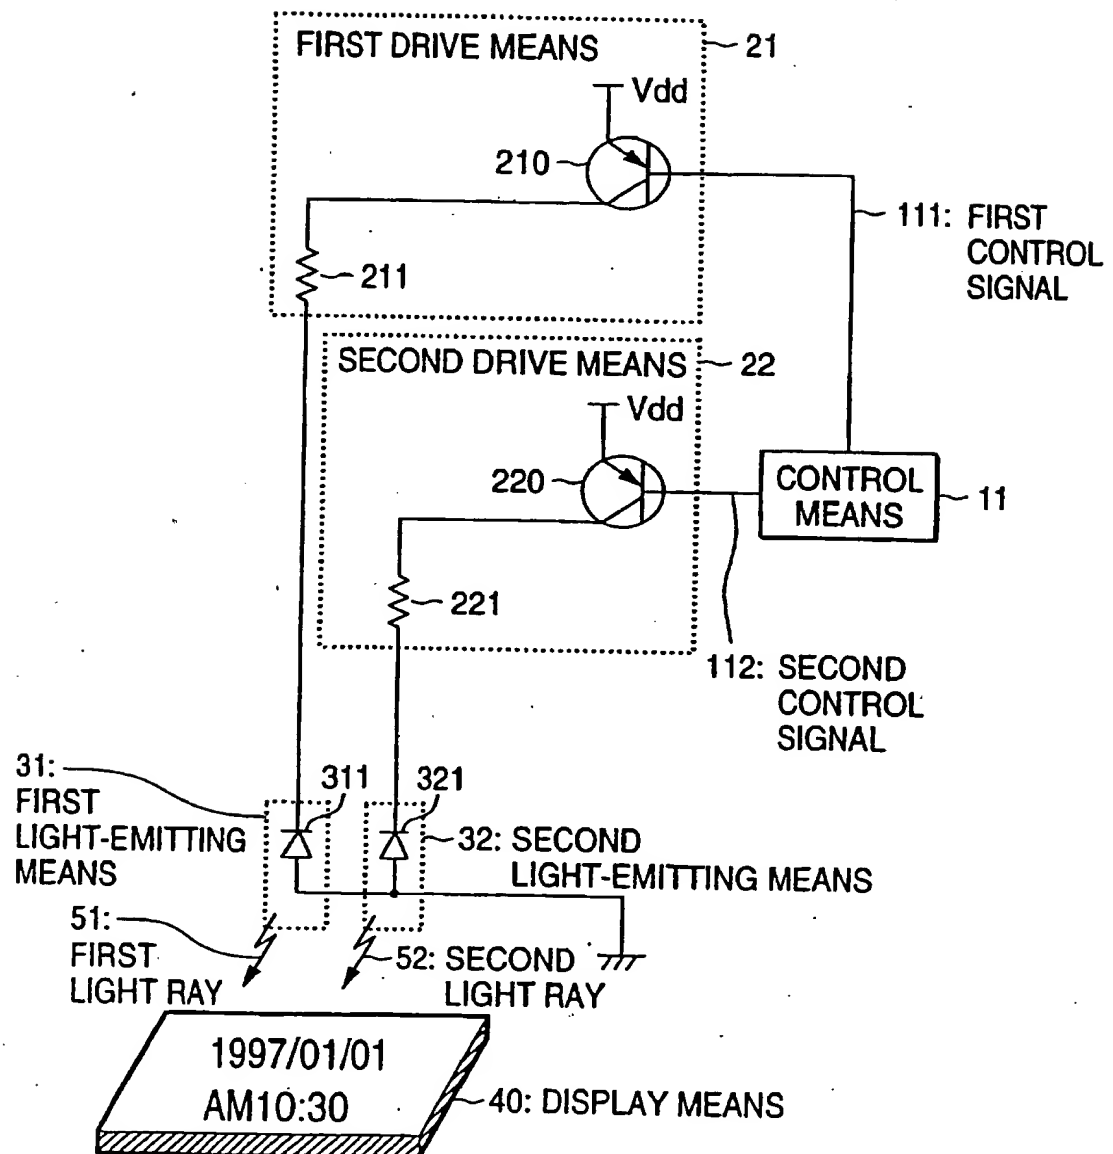 FIRST DRIVE MEANS
21
Vdd
210
211
111: FIRST
CONTROL
SIGNAL
SECOND DRIVE MEANS
22
Vdd
220
221
CONTROL
MEANS
11
112: SECOND
CONTROL
SIGNAL
31:
FIRST
LIGHT-EMITTING
MEANS
311
321
32: SECOND
LIGHT-EMITTING MEANS
51:
FIRST
LIGHT RAY
52: SECOND
LIGHT RAY
1997/01/01
AM10:30
40: DISPLAY MEANS